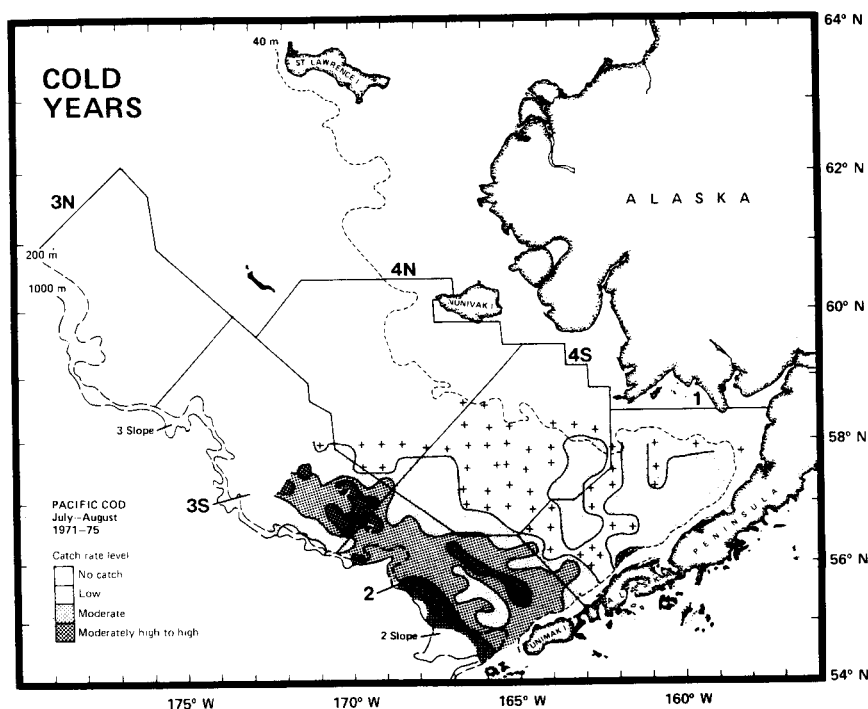 COLD
YEARS
40 m
ST LAWRENCE I
64° N
62° N
60° N
58° N
56° N
54° N
ALASKA
3N
200 m
1000 m
4N
NUNIVAK I
4S
1
3 Slope
3S
2
2 Slope
UNIMAK I
PENINSULA
PACIFIC COD
July–August
1971–75
Catch rate level
No catch
Low
Moderate
Moderately high to high
175° W
170° W
165° W
160° W